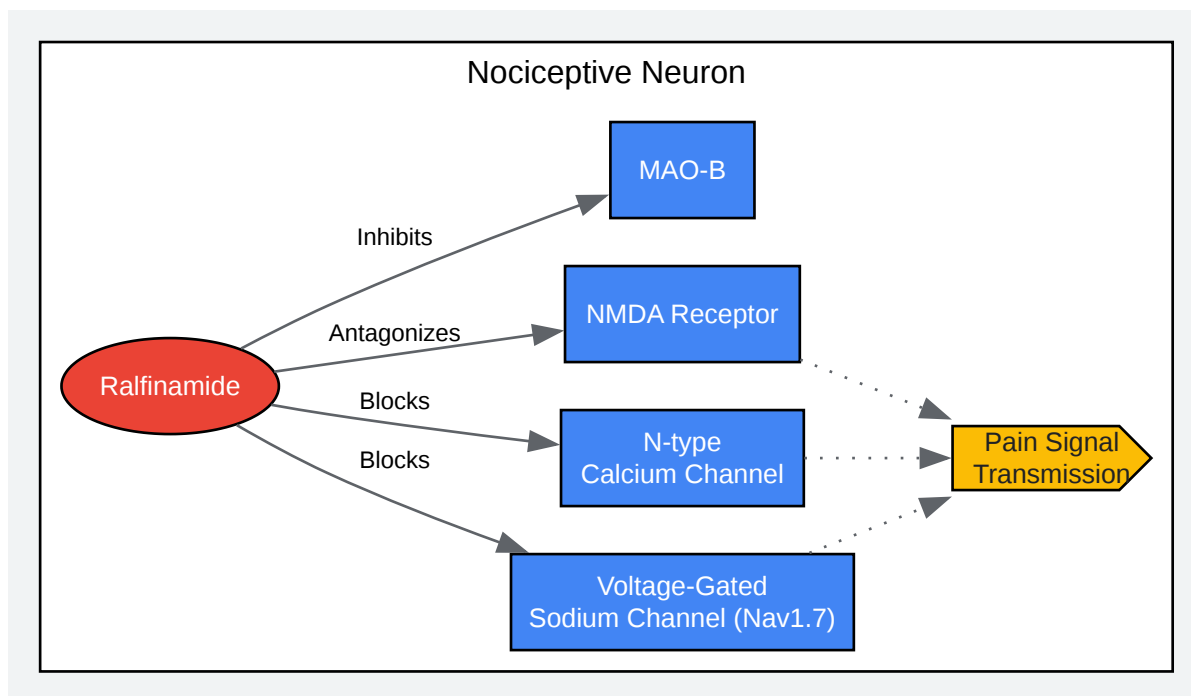 Nociceptive Neuron
MAO-B
Inhibits
NMDA Receptor
Antagonizes
Ralfinamide
Blocks
N-type
Calcium Channel
Pain Signal
Transmission
Blocks
Voltage-Gated
Sodium Channel (Nav1.7)